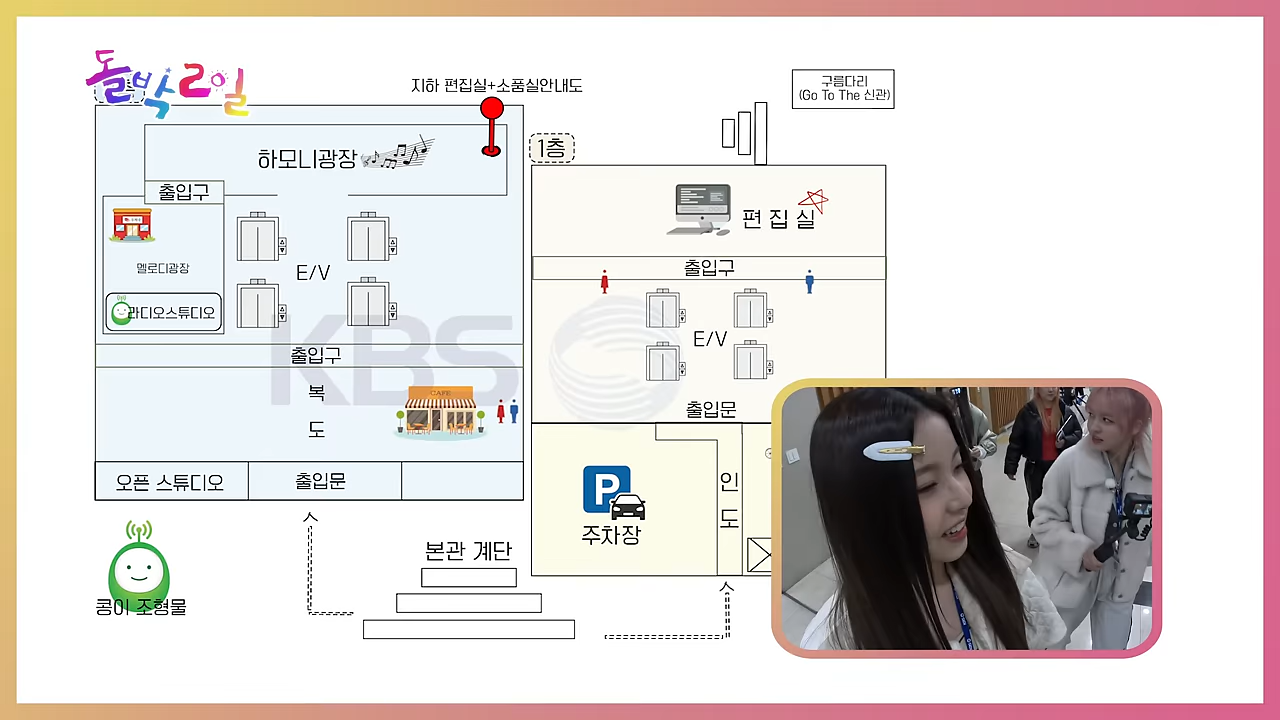 돌박2일
지하 편집실+소품실안내도
구름다리
(Go To The 신관)
하모니광장
1층
출입구
편 집 실
멜로디광장
E/V
출입구
라디오스튜디오
E/V
출입구
KBS
복
도
CAFE
출입문
오픈 스튜디오
출입문
P
주차장
인
도
본관 계단
콩이 조형물